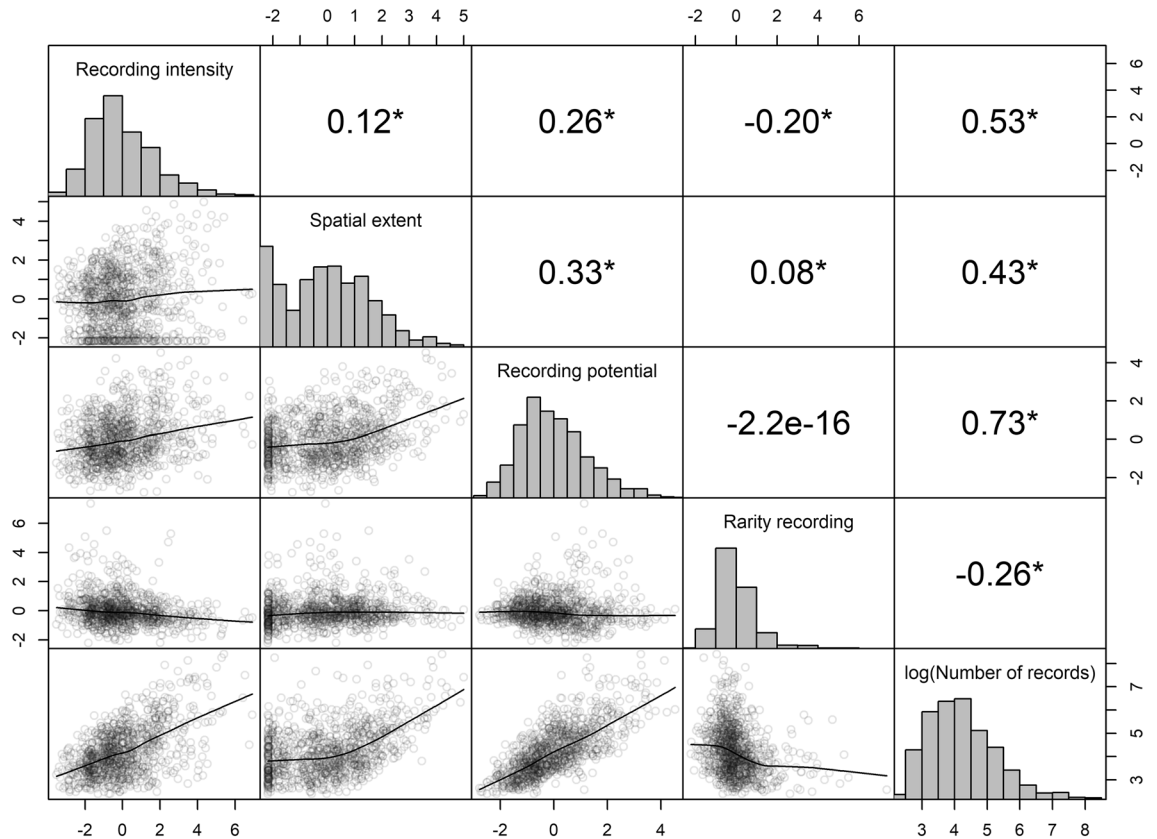 -2 0 1 2 3 4 5
-2 0 2 4 6
Recording intensity
0.12*
0.26*
-0.20*
0.53*
-2 0 2 4 6
Spatial extent
0.33*
0.08*
0.43*
-2 0 2 4
Recording potential
-2.2e-16
0.73*
-2 0 2 4
Rarity recording
-0.26*
-2 0 2 4 6
log(Number of records)
3 5 7
-2 0 2 4 6
-2 0 2 4
3 4 5 6 7 8